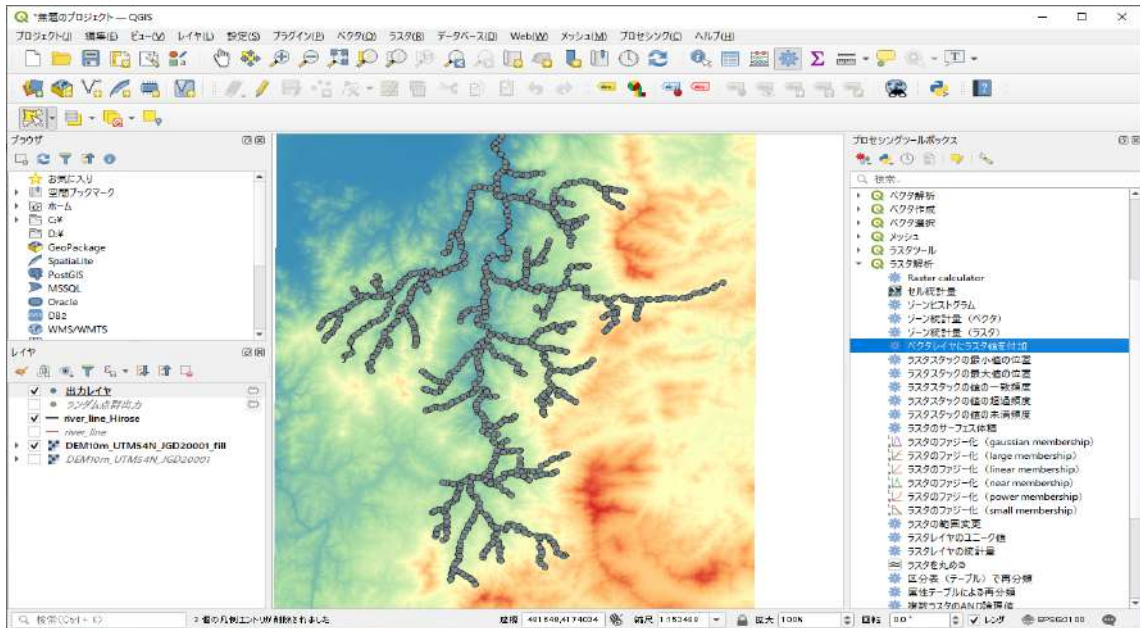 *無題のプロジェクト — QGIS
プロジェクト(J) 編集(E) ビュー(V) レイヤ(L) 設定(S) プラグイン(P) ベクタ(O) ラスタ(R) データベース(D) Web(W) メッシュ(M) プロセシング(C) ヘルプ(H)
ブラウザ
お気に入り
空間ブックマーク
ホーム
C:¥
D:¥
GeoPackage
SpatiaLite
PostGIS
MSSQL
Oracle
DB2
WMS/WMTS
レイヤ
出力レイヤ
ランダム点群出力
river_line_Hirose
river_line
DEM10m_UTM54N_JGD20001_fill
DEM10m_UTM54N_JGD20001
プロセシングツールボックス
検索…
ベクタ解析
ベクタ作成
ベクタ選択
メッシュ
ラスタツール
ラスタ解析
Raster calculator
セル統計量
ゾーンヒストグラム
ゾーン統計量（ベクタ）
ゾーン統計量（ラスタ）
ベクタレイヤにラスタ値を付加
ラスタスタックの最小値の位置
ラスタスタックの最大値の位置
ラスタスタックの値の一致頻度
ラスタスタックの値の超過頻度
ラスタスタックの値の未満頻度
ラスタのサーフェス体積
ラスタのファジー化（gaussian membership）
ラスタのファジー化（large membership）
ラスタのファジー化（linear membership）
ラスタのファジー化（near membership）
ラスタのファジー化（power membership）
ラスタのファジー化（small membership）
ラスタの範囲変更
ラスタレイヤのユニーク値
ラスタレイヤの統計量
ラスタを丸める
区分表（テーブル）で再分類
属性テーブルによる再分類
複数ラスタのAND論理値
検索(Ctrl + K) 2 個の凡例エントリが削除されました 座標 縮尺 拡大 100% 回転 0.0° レンダ